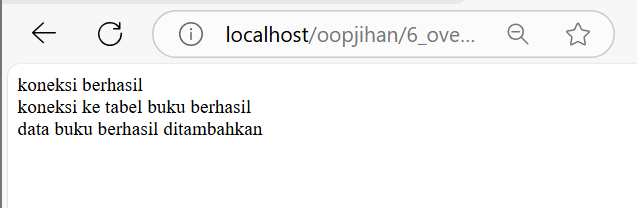 localhost/oopjihan/6_ove...
koneksi berhasil
koneksi ke tabel buku berhasil
data buku berhasil ditambahkan